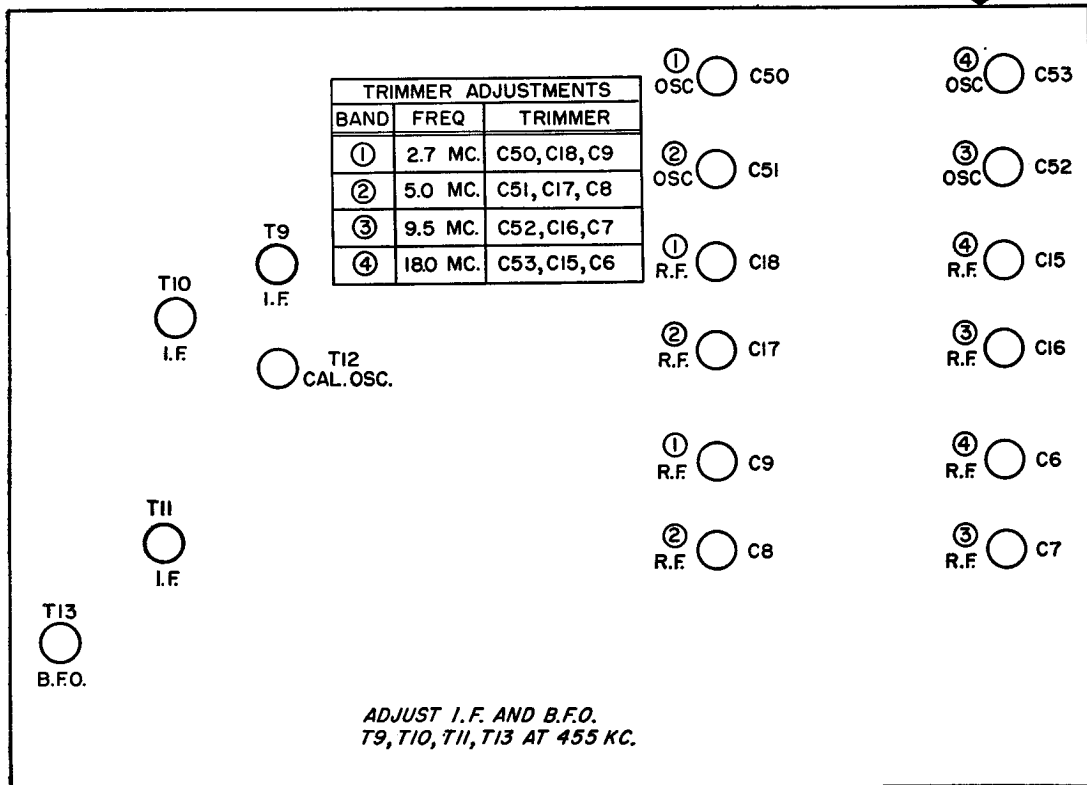 TRIMMER ADJUSTMENTS
BAND FREQ TRIMMER
① 2.7 MC. C50, C18, C9
② 5.0 MC. C51, C17, C8
③ 9.5 MC. C52, C16, C7
④ 18.0 MC. C53, C15, C6
T9
I.F.
T10
I.F.
T12
CAL. OSC.
T11
I.F.
T13
B.F.O.
① OSC C50
② OSC C51
① R.F. C18
② R.F. C17
① R.F. C9
② R.F. C8
④ OSC C53
③ OSC C52
④ R.F. C15
③ R.F. C16
④ R.F. C6
③ R.F. C7
ADJUST I.F. AND B.F.O.
T9, T10, T11, T13 AT 455 KC.